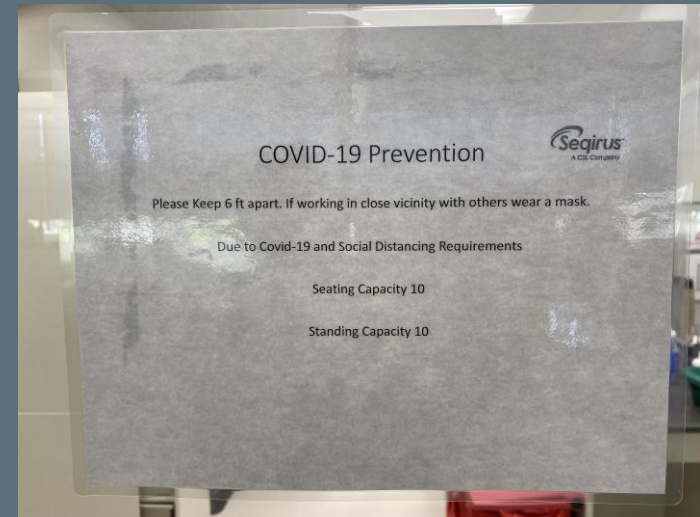 Seqirus
A CSL Company
COVID-19 Prevention
Please Keep 6 ft apart. If working in close vicinity with others wear a mask.
Due to Covid-19 and Social Distancing Requirements
Seating Capacity 10
Standing Capacity 10